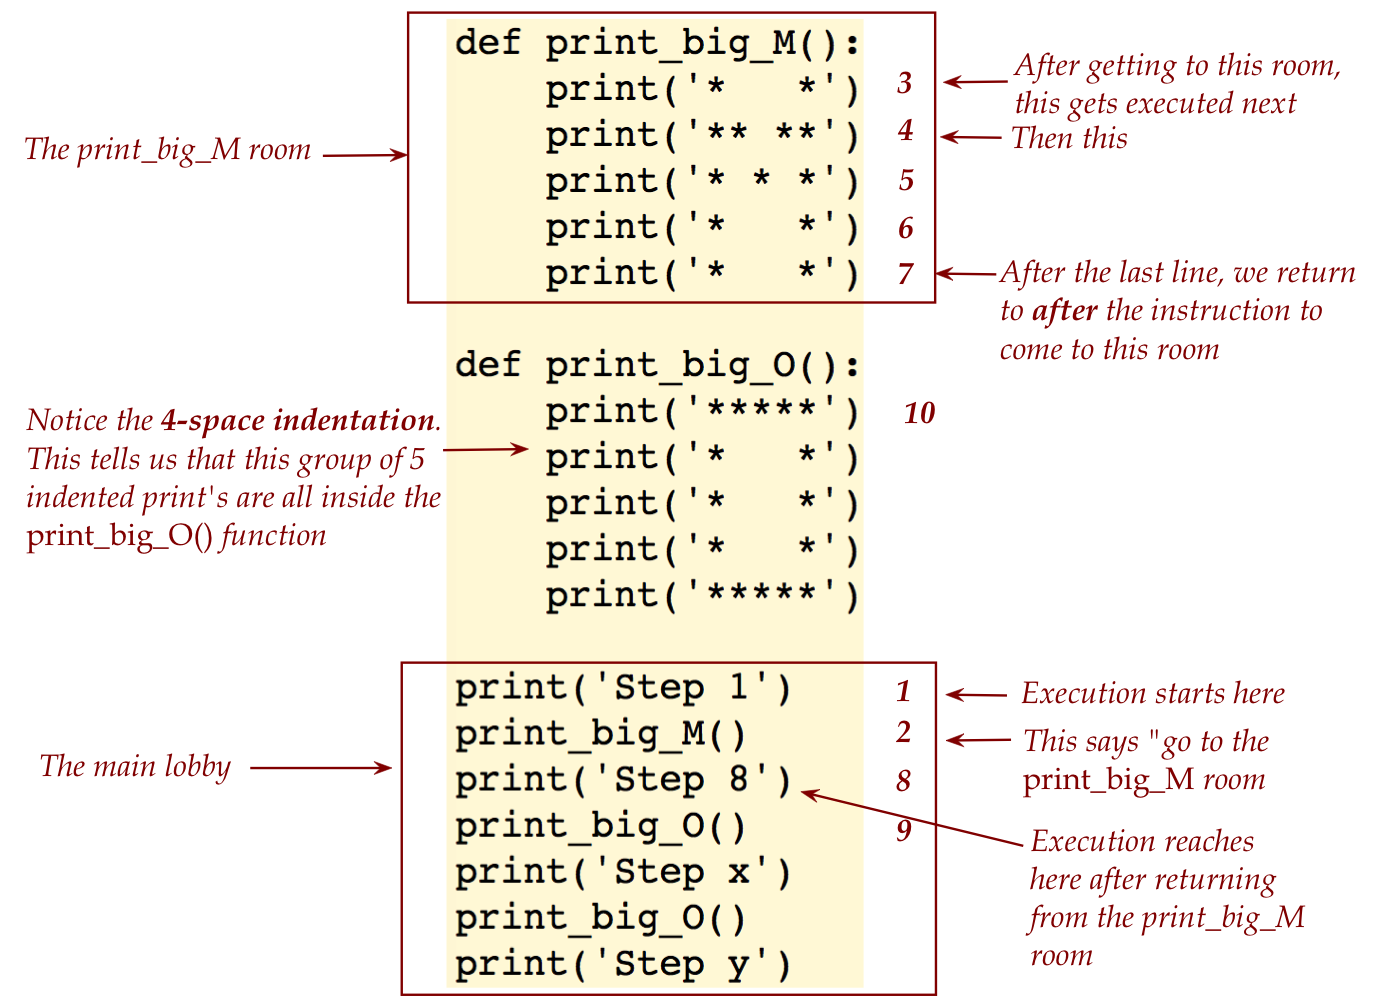 def print_big_M():
print('*   *') 3
print('** **') 4
print('* * *') 5
print('*   *') 6
print('*   *') 7
The print_big_M room
After getting to this room,
this gets executed next
Then this
After the last line, we return
to after the instruction to
come to this room
def print_big_O():
print('*****') 10
print('*   *')
print('*   *')
print('*   *')
print('*****')
Notice the 4-space indentation.
This tells us that this group of 5
indented print's are all inside the
print_big_O() function
print('Step 1') 1
print_big_M() 2
print('Step 8') 8
print_big_O() 9
print('Step x')
print_big_O()
print('Step y')
The main lobby
Execution starts here
This says "go to the
print_big_M room
Execution reaches
here after returning
from the print_big_M
room